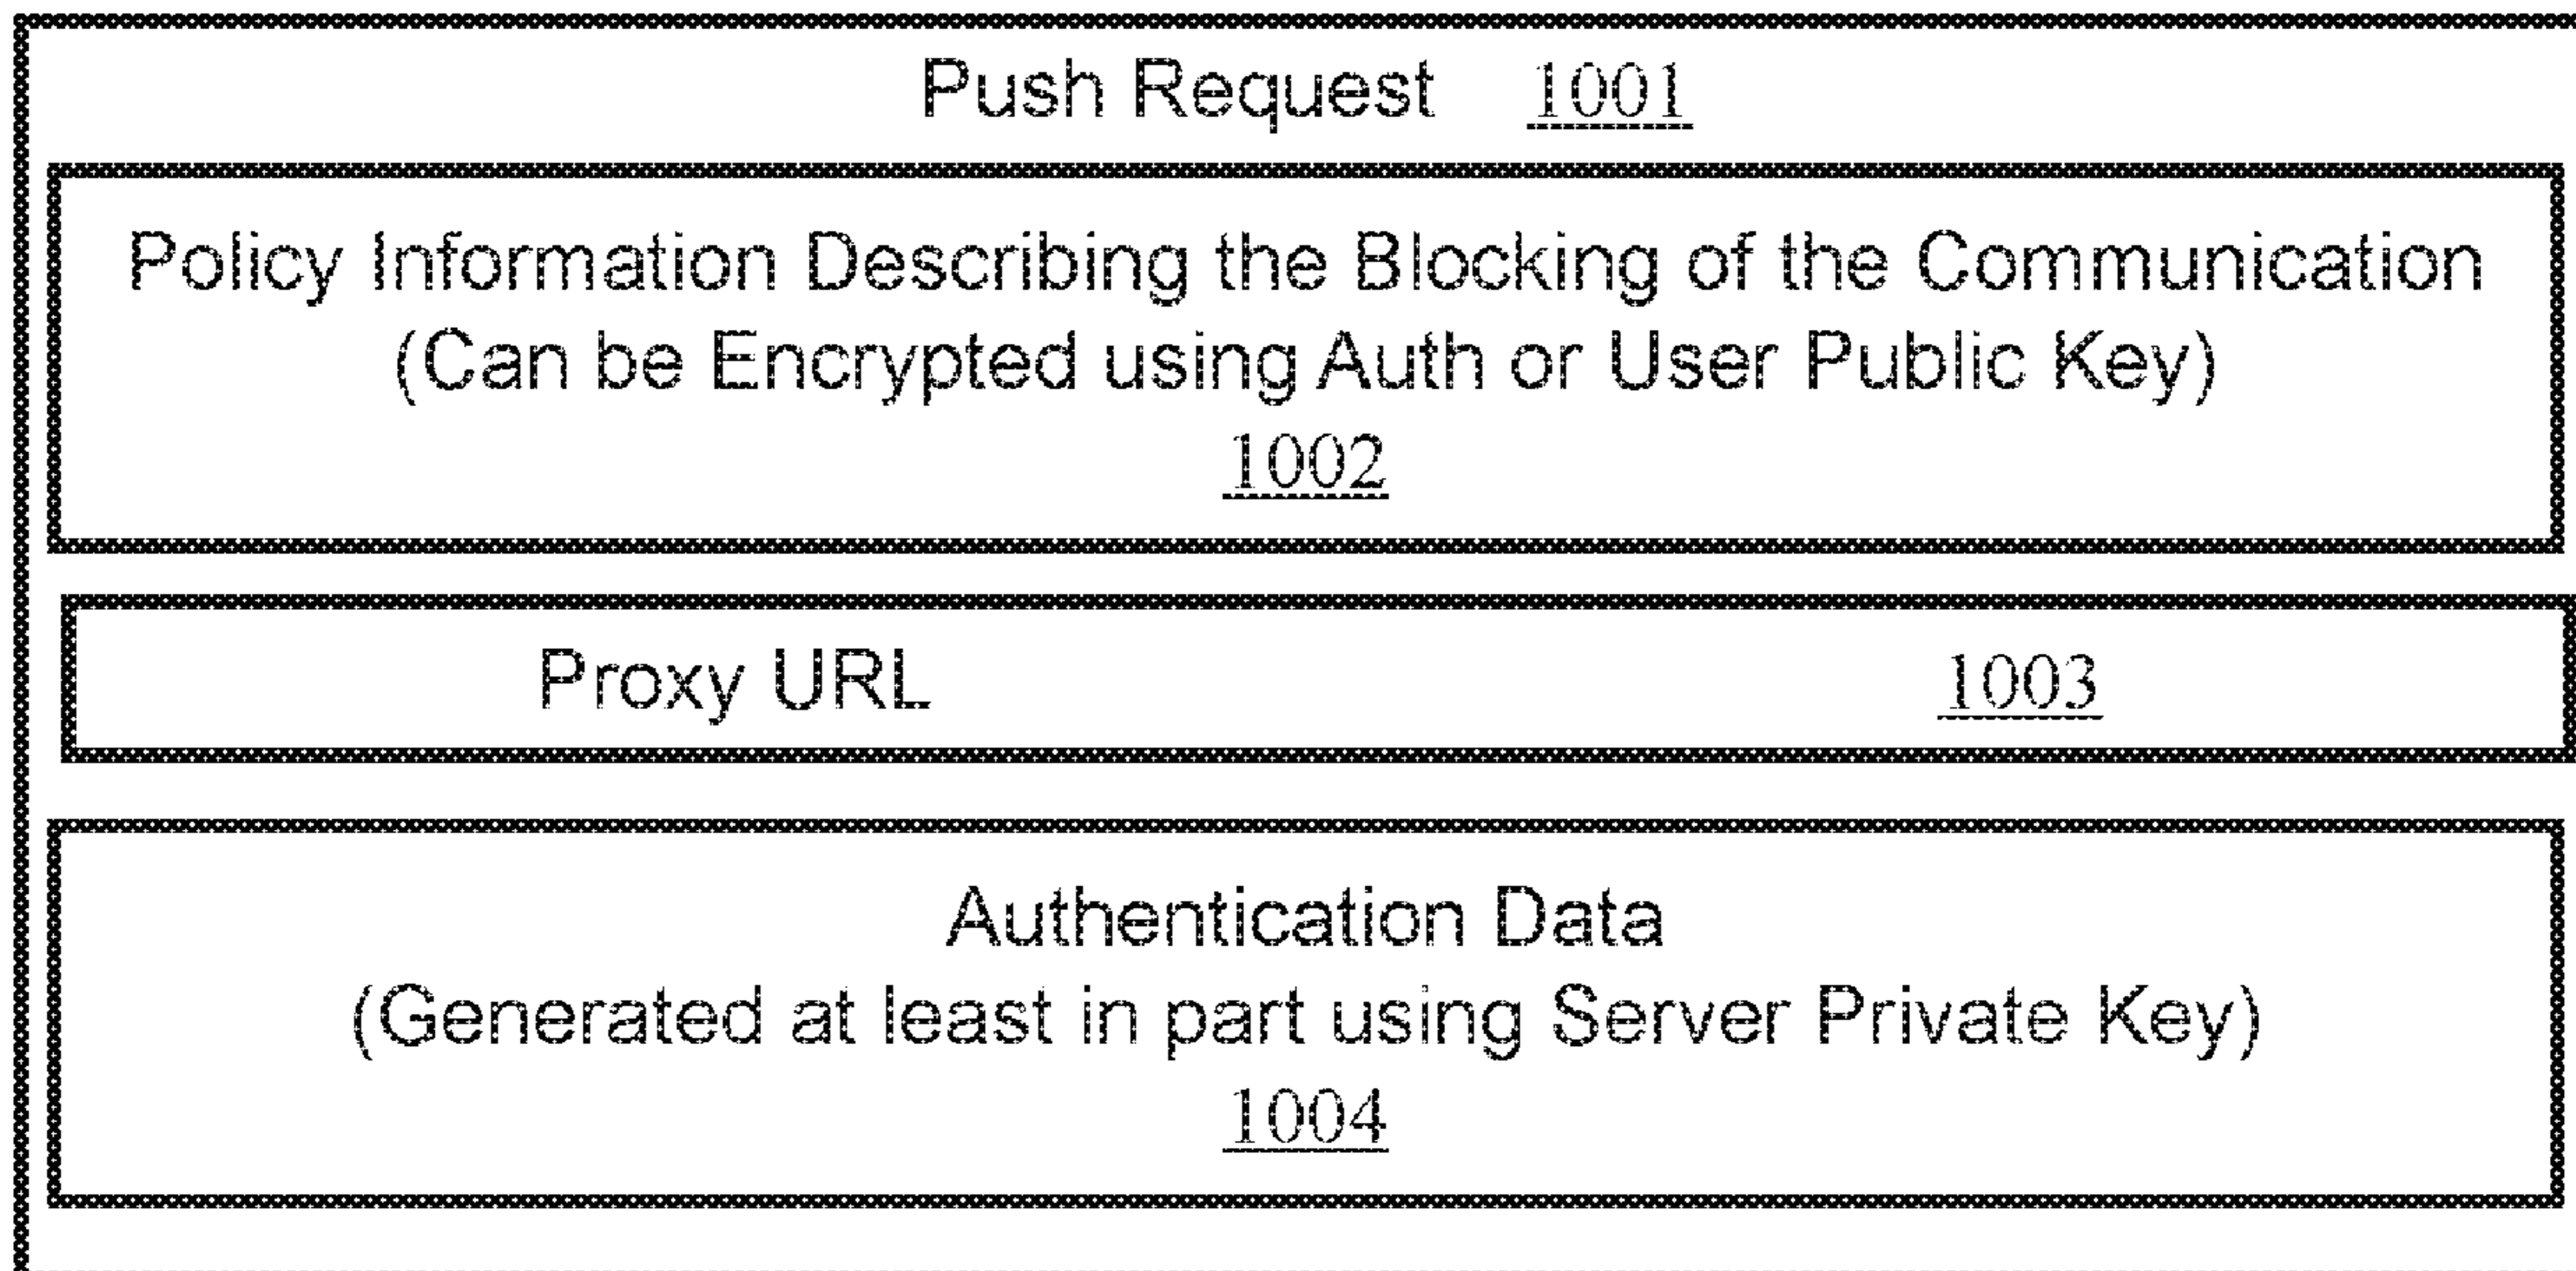 Push Request 1001
Policy Information Describing the Blocking of the Communication
(Can be Encrypted using Auth or User Public Key)
1002
Proxy URL 1003
Authentication Data
(Generated at least in part using Server Private Key)
1004